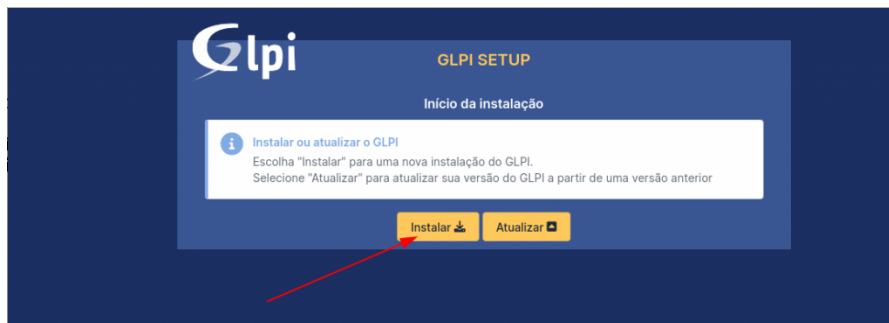 Glpi
GLPI SETUP
Início da instalação
Instalar ou atualizar o GLPI
Escolha "Instalar" para uma nova instalação do GLPI.
Selecione "Atualizar" para atualizar sua versão do GLPI a partir de uma versão anterior
Instalar
Atualizar